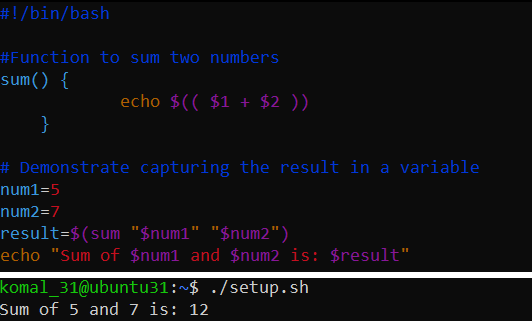 #!/bin/bash

#Function to sum two numbers
sum() {
            echo $(( $1 + $2 ))
    }

# Demonstrate capturing the result in a variable
num1=5
num2=7
result=$(sum "$num1" "$num2")
echo "Sum of $num1 and $num2 is: $result"
komal_31@ubuntu31:~$ ./setup.sh
Sum of 5 and 7 is: 12